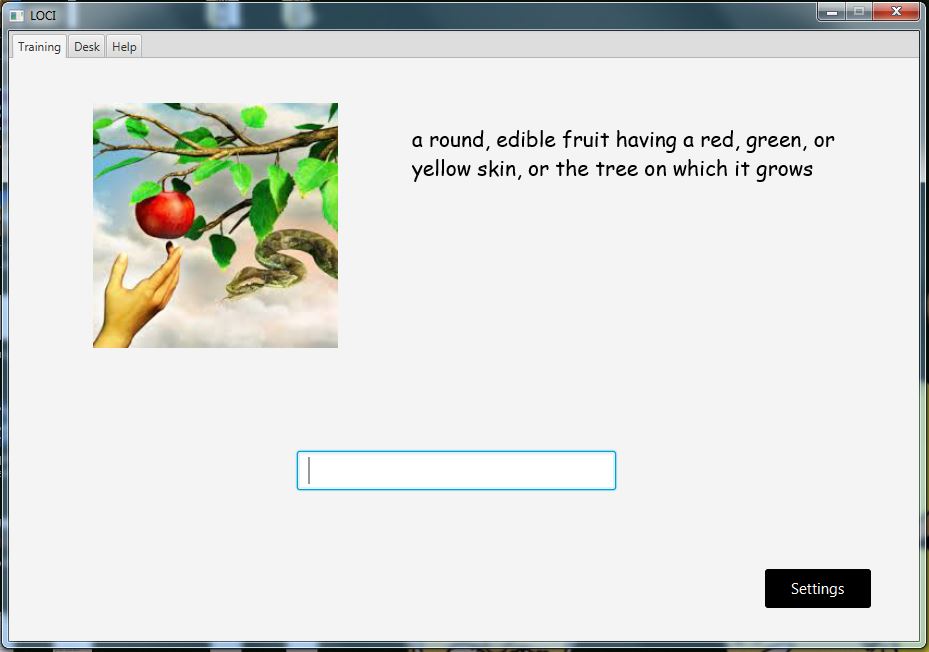 LOCI
Training Desk Help
a round, edible fruit having a red, green, or
yellow skin, or the tree on which it grows
Settings